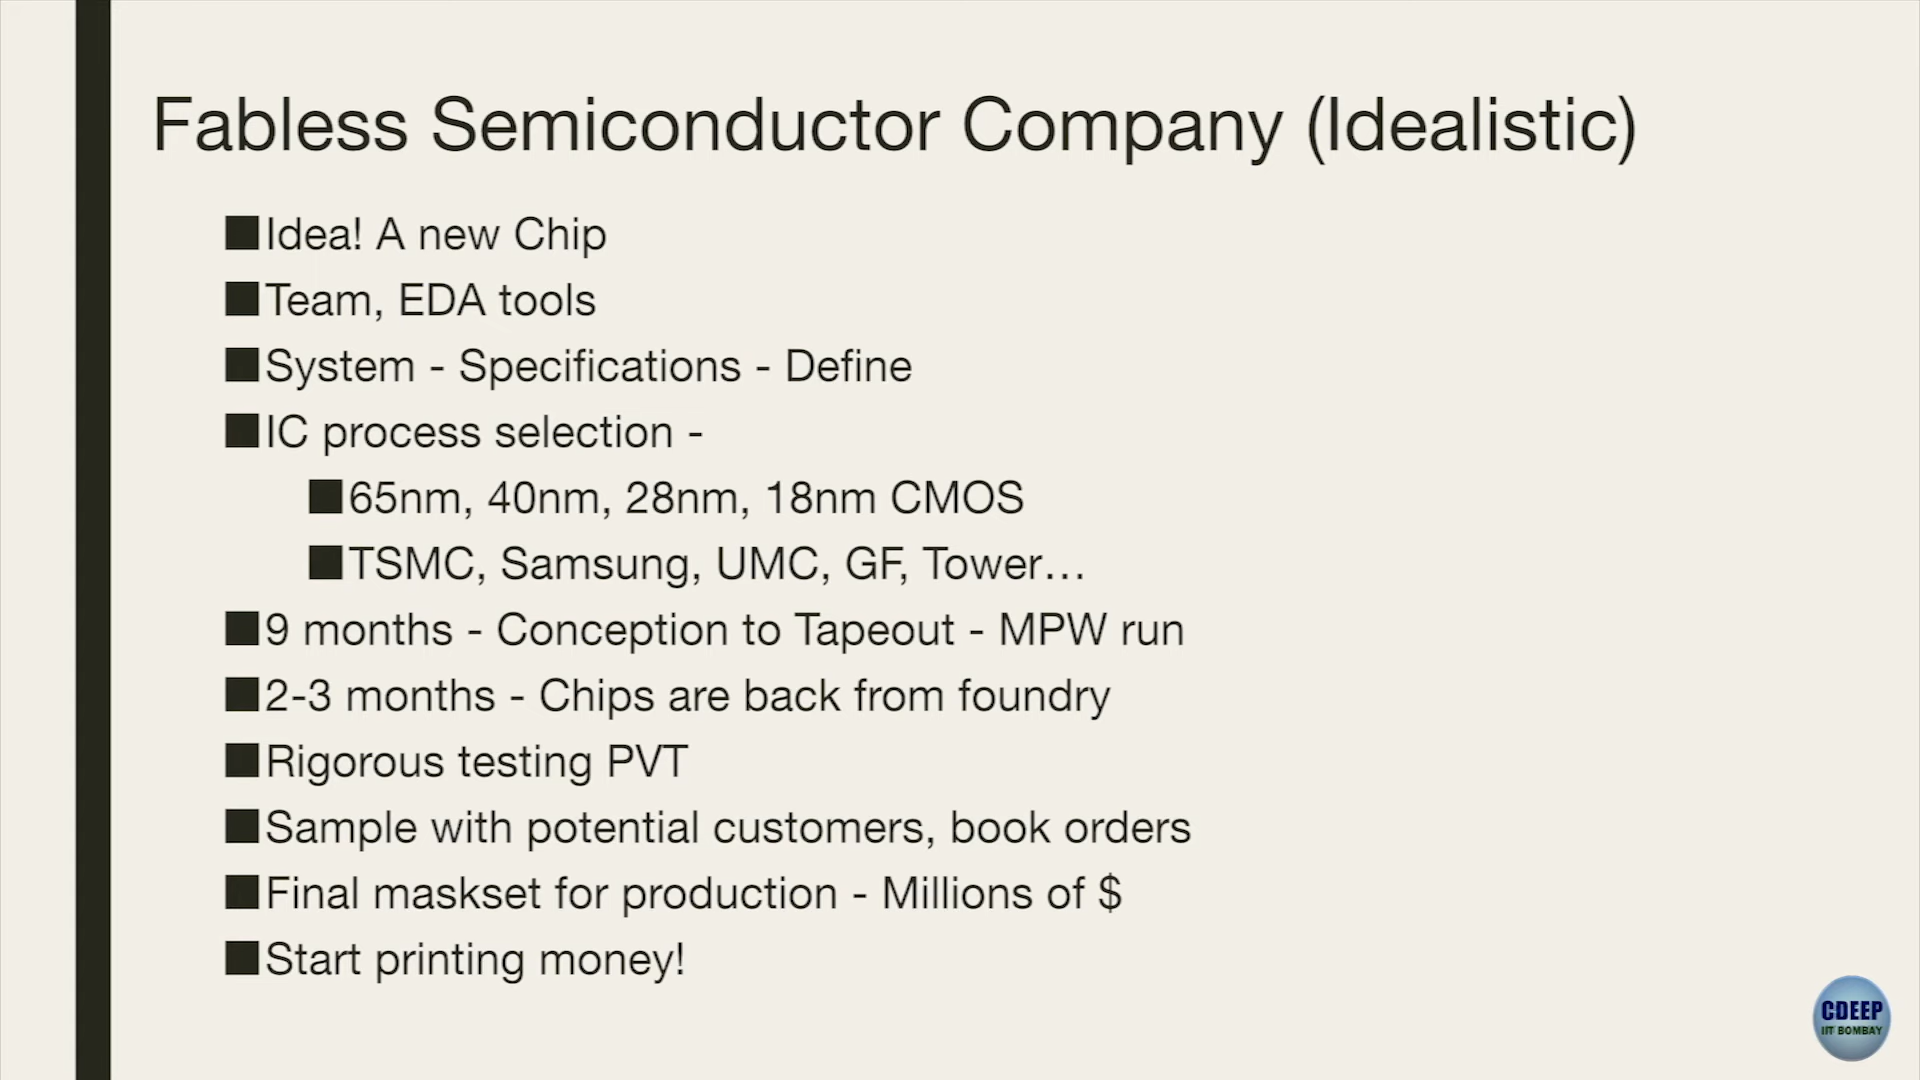 Fabless Semiconductor Company (Idealistic)
Idea! A new Chip
Team, EDA tools
System - Specifications - Define
IC process selection -
65nm, 40nm, 28nm, 18nm CMOS
TSMC, Samsung, UMC, GF, Tower...
9 months - Conception to Tapeout - MPW run
2-3 months - Chips are back from foundry
Rigorous testing PVT
Sample with potential customers, book orders
Final maskset for production - Millions of $
Start printing money!
CDEEP
IIT BOMBAY